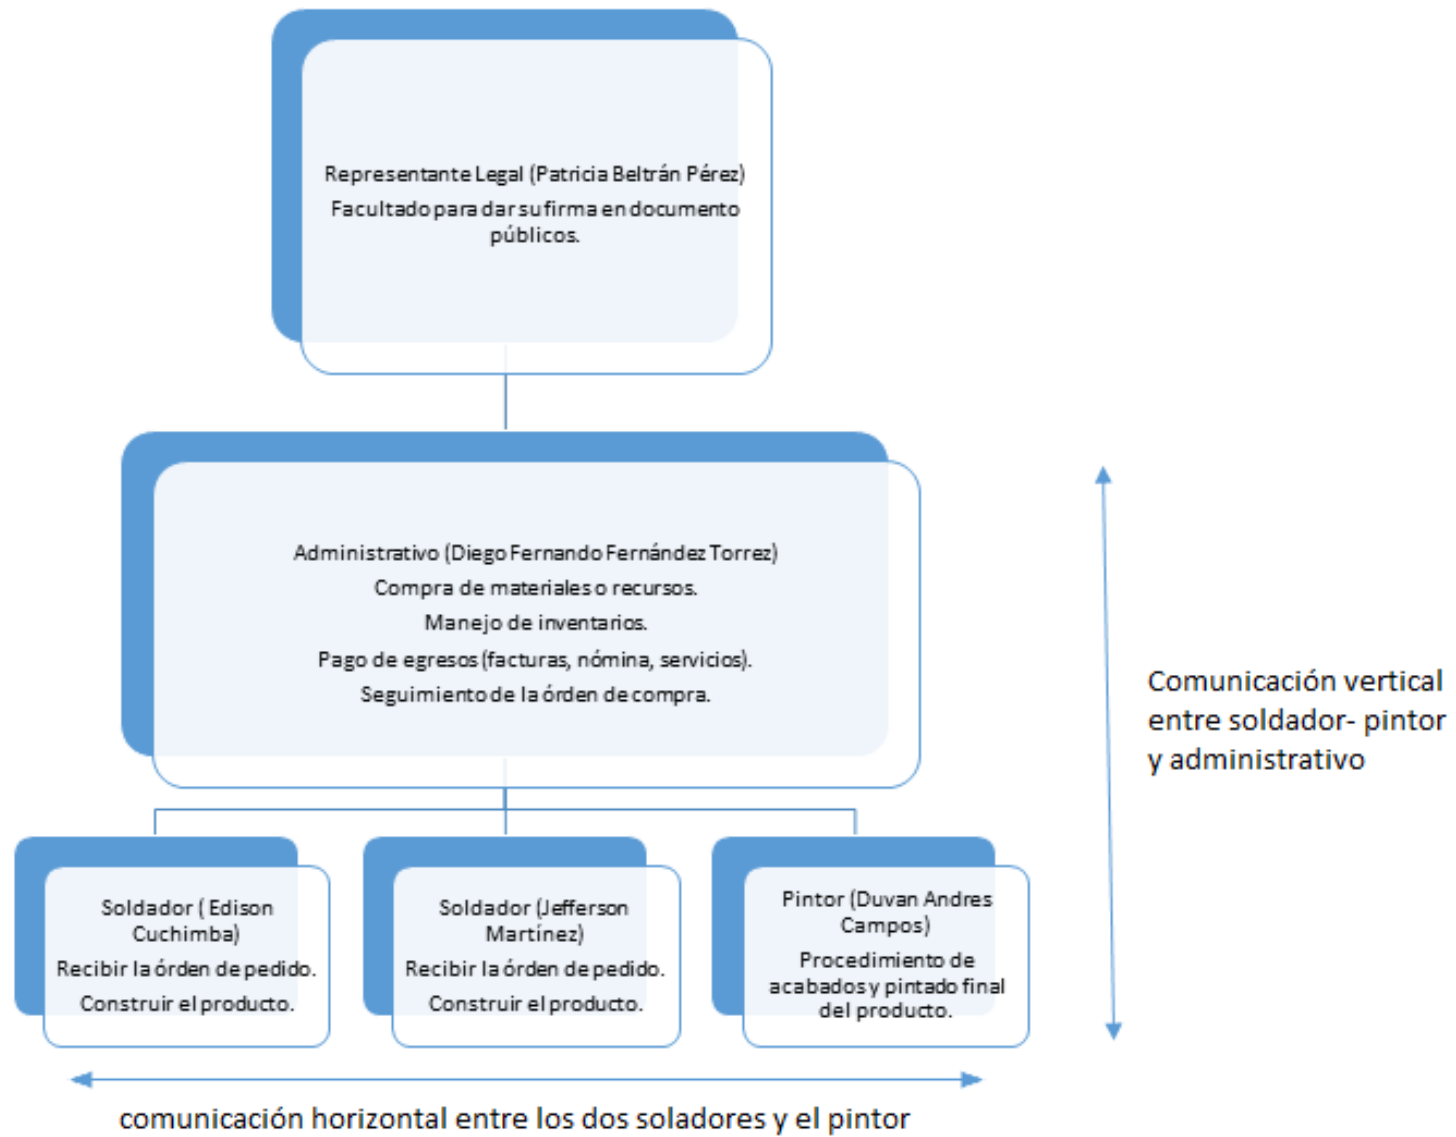 Representante Legal (Patricia Beltrán Pérez)
Facultado para dar su firma en documento
públicos.
Administrativo (Diego Fernando Fernández Torrez)
Compra de materiales o recursos.
Manejo de inventarios.
Pago de egresos (facturas, nómina, servicios).
Seguimiento de la órden de compra.
Comunicación vertical
entre soldador- pintor
y administrativo
Soldador ( Edison
Cuchimba)
Recibir la órden de pedido.
Construir el producto.
Soldador (Jefferson
Martínez)
Recibir la órden de pedido.
Construir el producto.
Pintor (Duvan Andres
Campos)
Procedimiento de
acabados y pintado final
del producto.
comunicación horizontal entre los dos soladores y el pintor